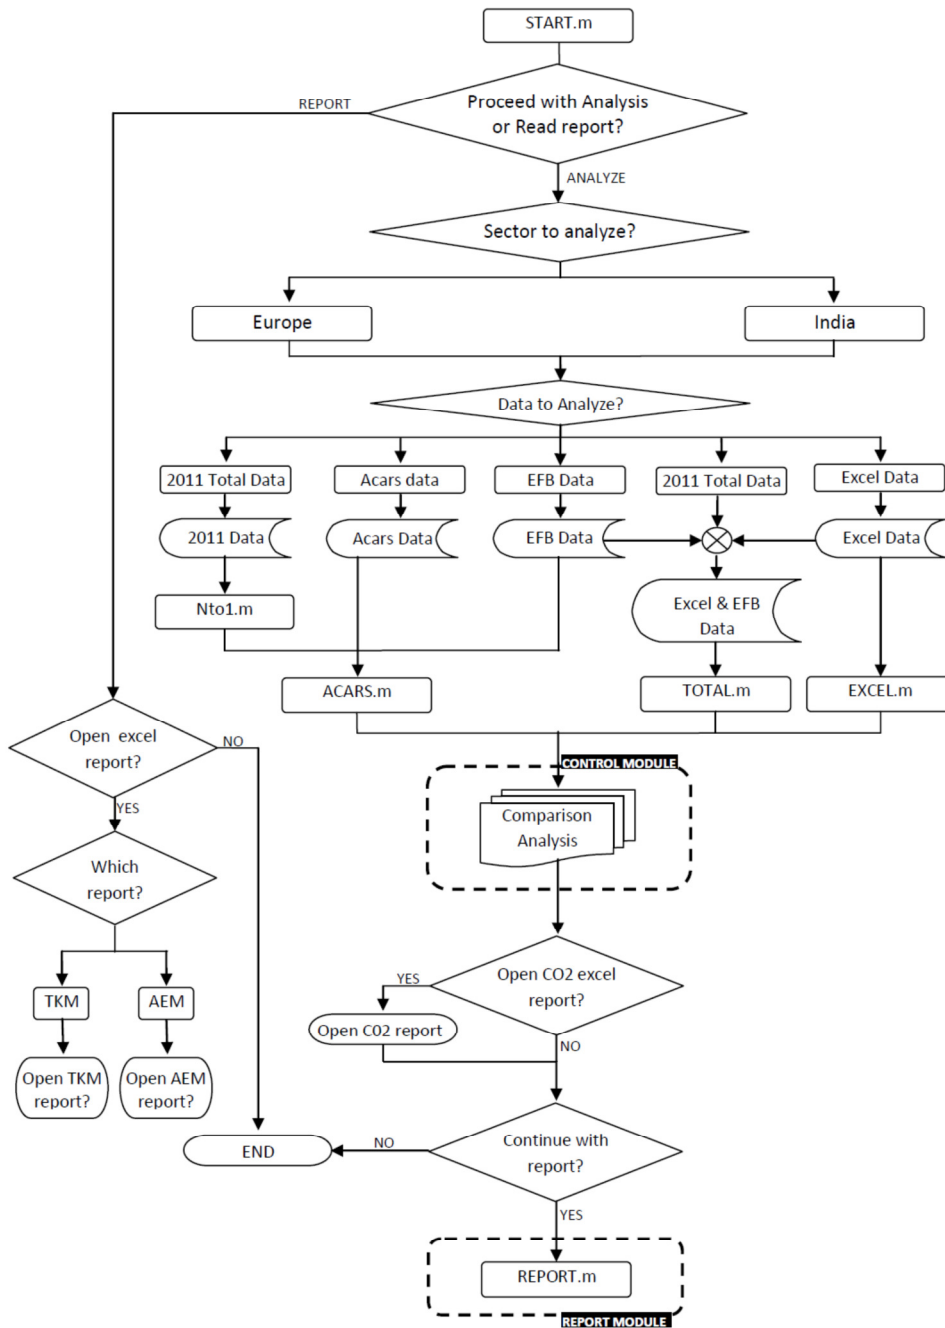 START.m
REPORT
Proceed with Analysis
or Read report?
ANALYZE
Sector to analyze?
Europe
India
Data to Analyze?
2011 Total Data
Acars data
EFB Data
2011 Total Data
Excel Data
2011 Data
Acars Data
EFB Data
Excel Data
Nto1.m
Excel & EFB
Data
ACARS.m
TOTAL.m
EXCEL.m
Open excel
report?
NO
CONTROL MODULE
YES
Comparison
Analysis
Which
report?
Open CO2 excel
report?
YES
TKM
AEM
Open C02 report
NO
Open TKM
report?
Open AEM
report?
Continue with
report?
NO
END
YES
REPORT.m
REPORT MODULE